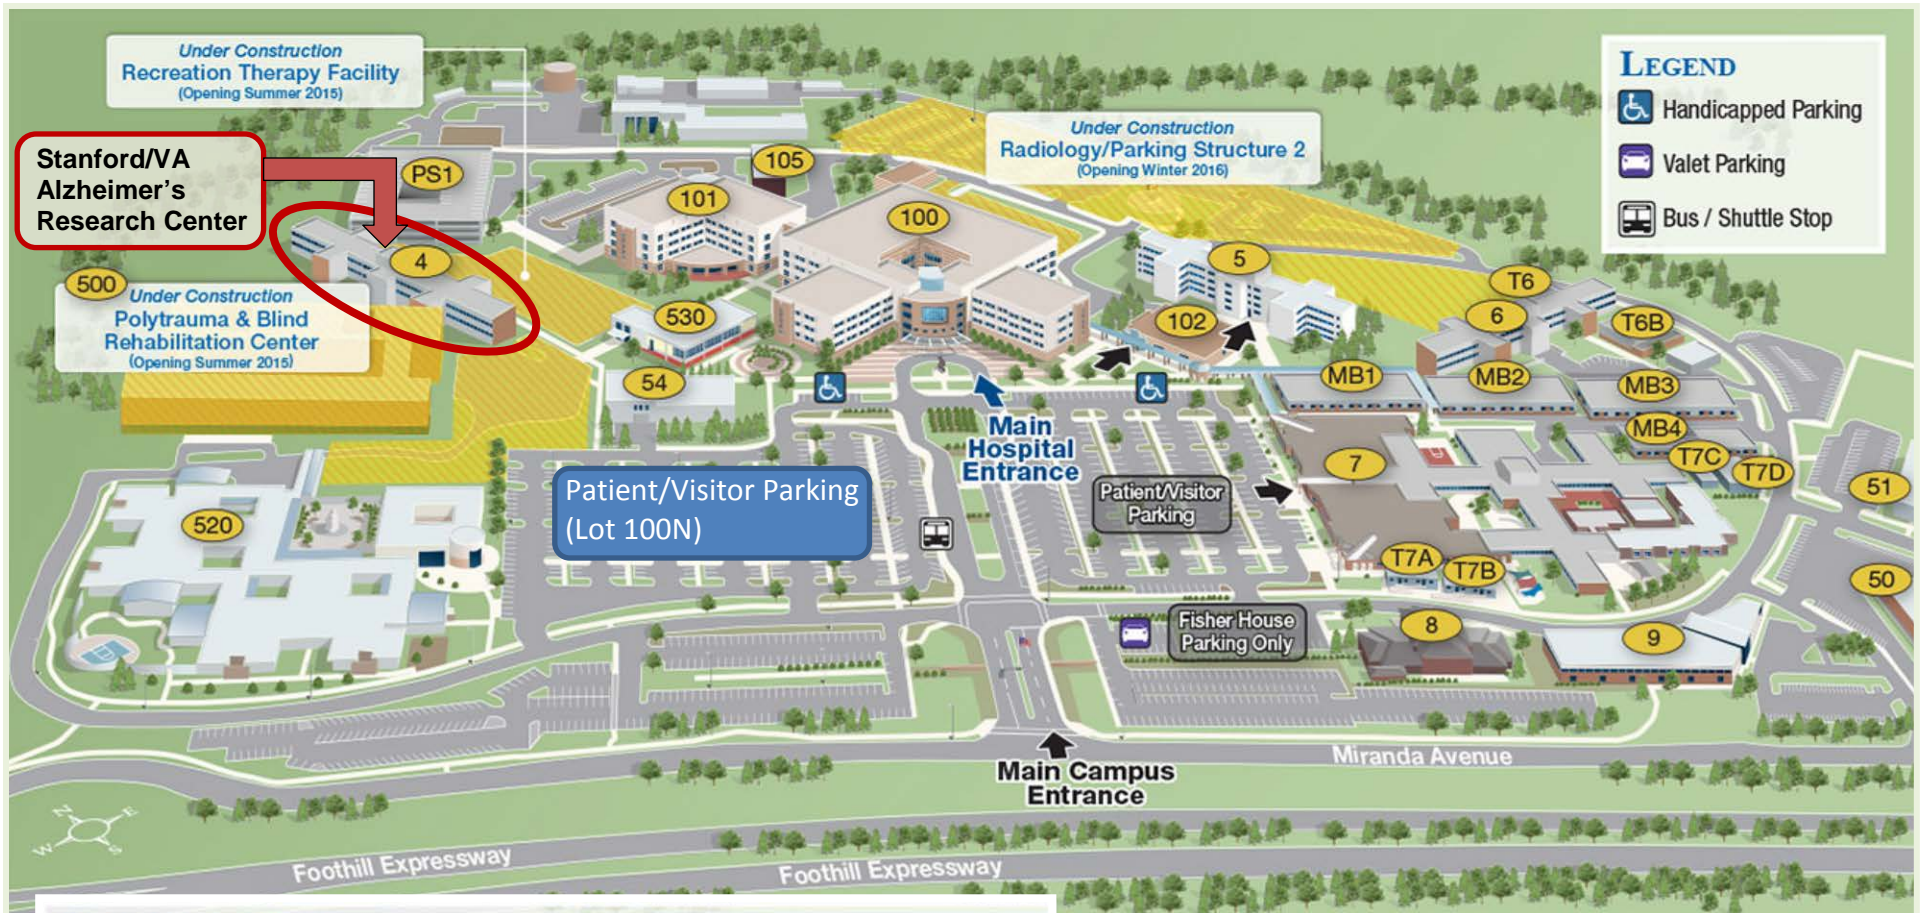 Under Construction
Recreation Therapy Facility
(Opening Summer 2015)
LEGEND
Handicapped Parking
Valet Parking
Bus / Shuttle Stop
Under Construction
Radiology/Parking Structure 2
(Opening Winter 2016)
Stanford/VA
Alzheimer's
Research Center
PS1
105
101
100
4
5
500
Under Construction
Polytrauma & Blind
Rehabilitation Center
(Opening Summer 2015)
T6
6
T6B
530
102
54
MB1
MB2
MB3
MB4
Main
Hospital
Entrance
7
T7C
T7D
51
Patient/Visitor Parking
(Lot 100N)
Patient/Visitor
Parking
520
T7A
T7B
50
Fisher House
Parking Only
8
9
Miranda Avenue
Main Campus
Entrance
N
E
W
S
Foothill Expressway
Foothill Expressway